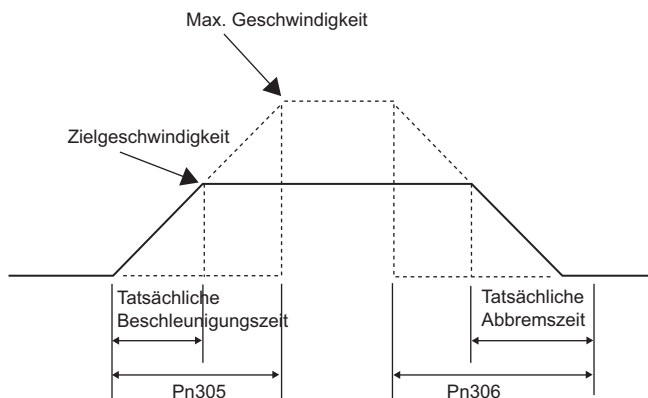 Max. Geschwindigkeit
Zielgeschwindigkeit
Tatsächliche
Beschleunigungszeit
Tatsächliche
Abbremszeit
Pn305
Pn306